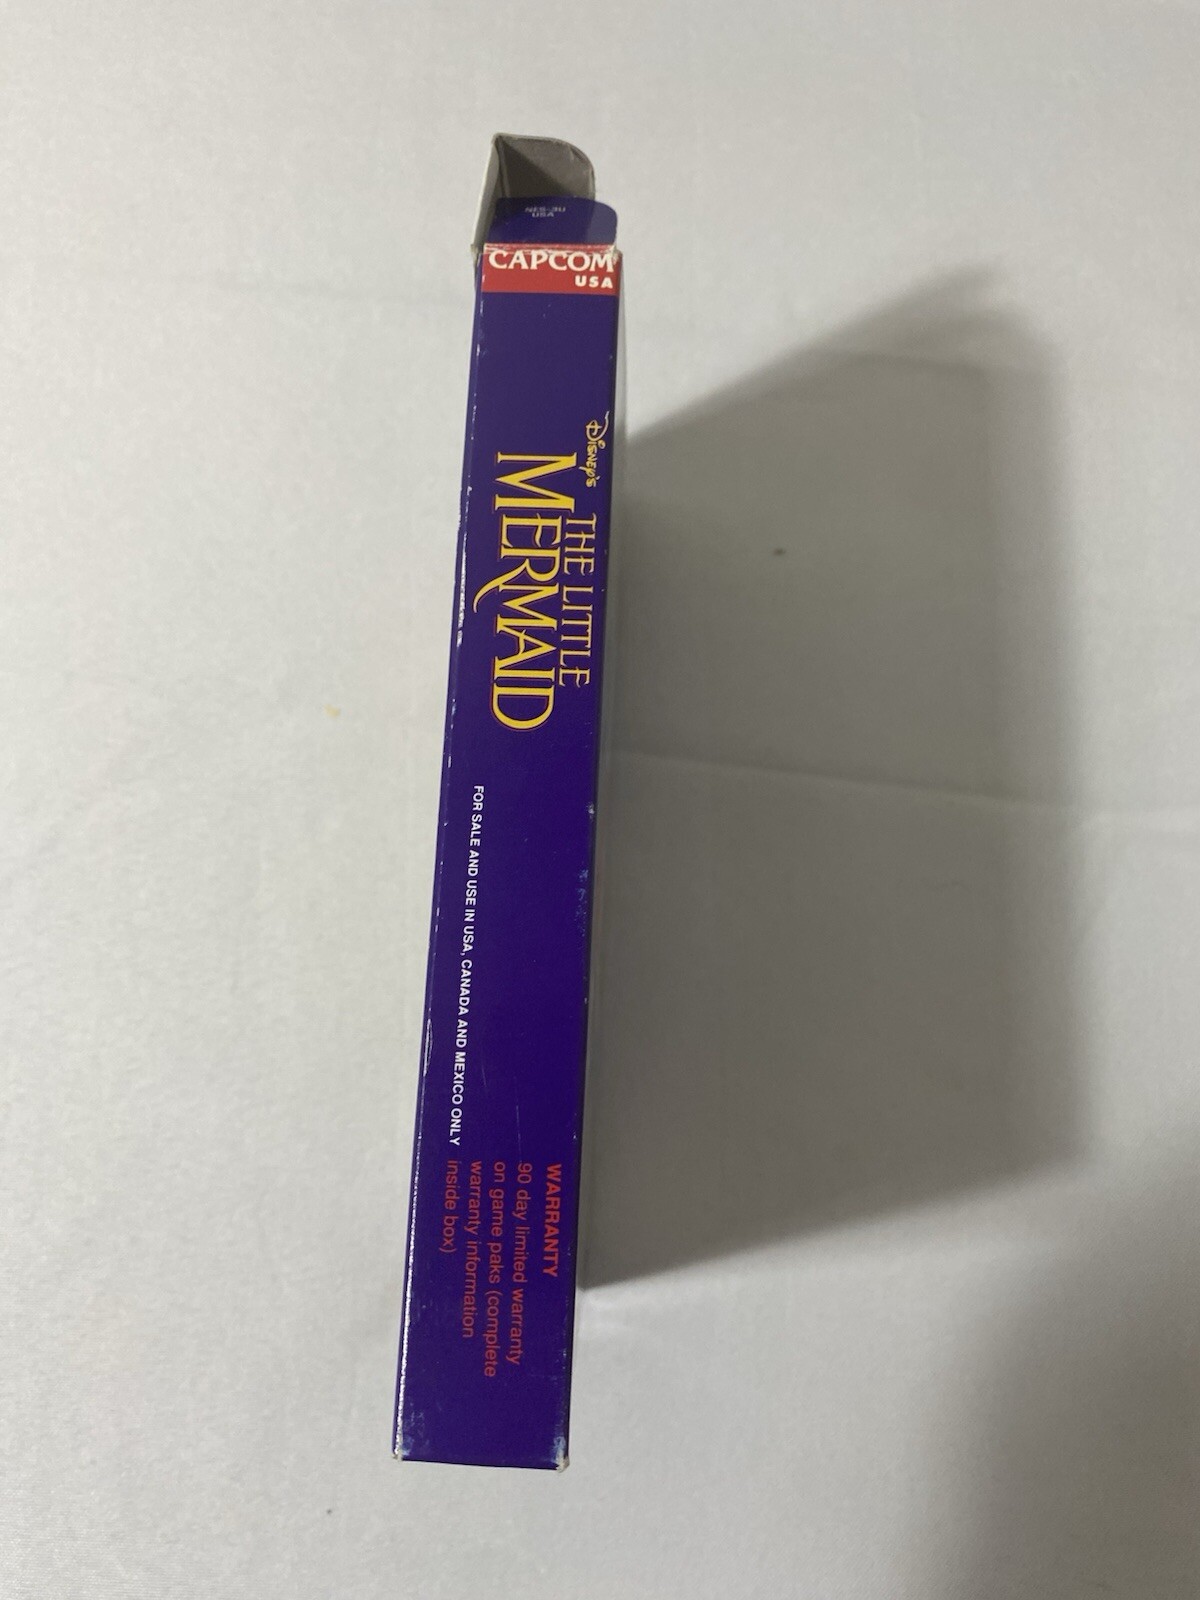 NES-3U
USA
CAPCOM
USA
Disney's
THE LITTLE
MERMAID
FOR SALE AND USE IN USA, CANADA AND MEXICO ONLY
WARRANTY
90 day limited warranty
on game paks (complete
warranty information
inside box)